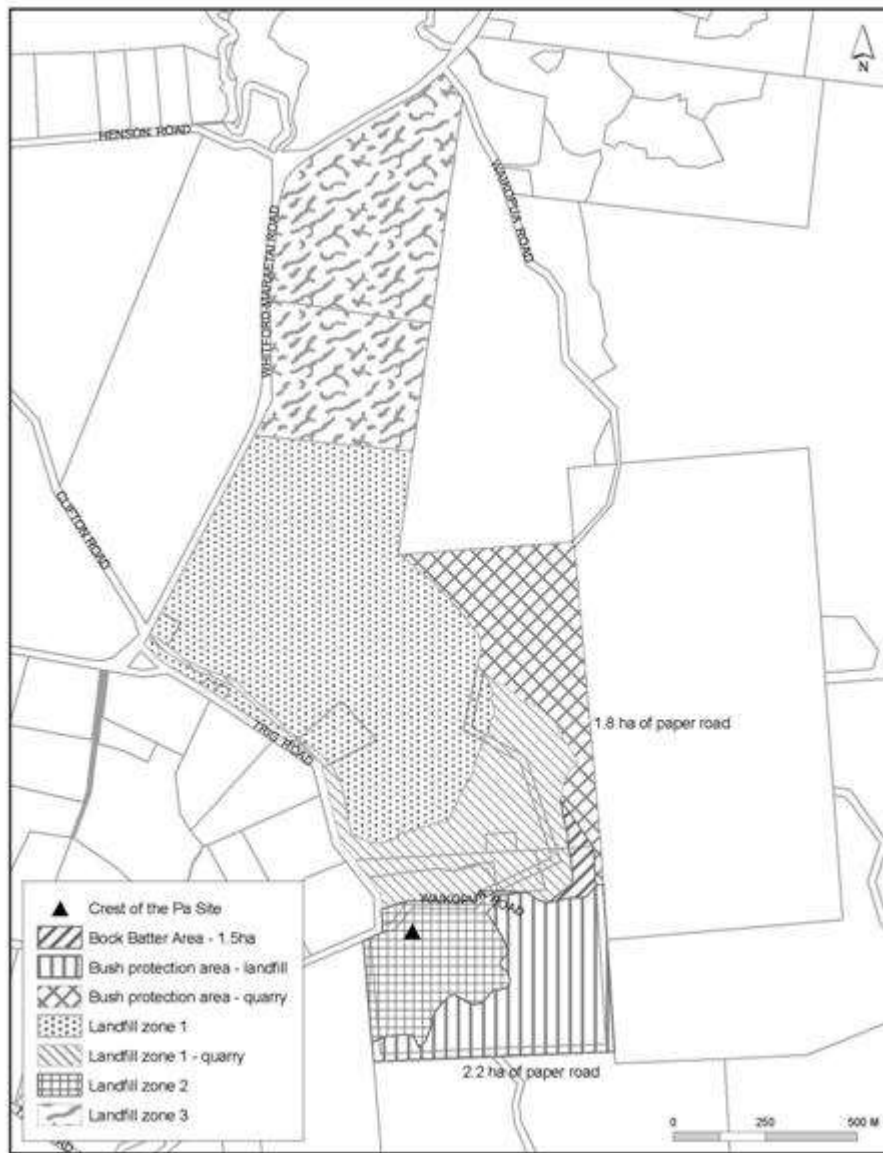 N
HENSON ROAD
WHITFORD-MARAETAI ROAD
WAIKOPUA ROAD
CLIFTON ROAD
TRIG ROAD
1.8 ha of paper road
WAIKOPUA ROAD
2.2 ha of paper road
Crest of the Pa Site
Bock Batter Area - 1.5ha
Bush protection area - landfill
Bush protection area - quarry
Landfill zone 1
Landfill zone 1 - quarry
Landfill zone 2
Landfill zone 3
0 250 500 M